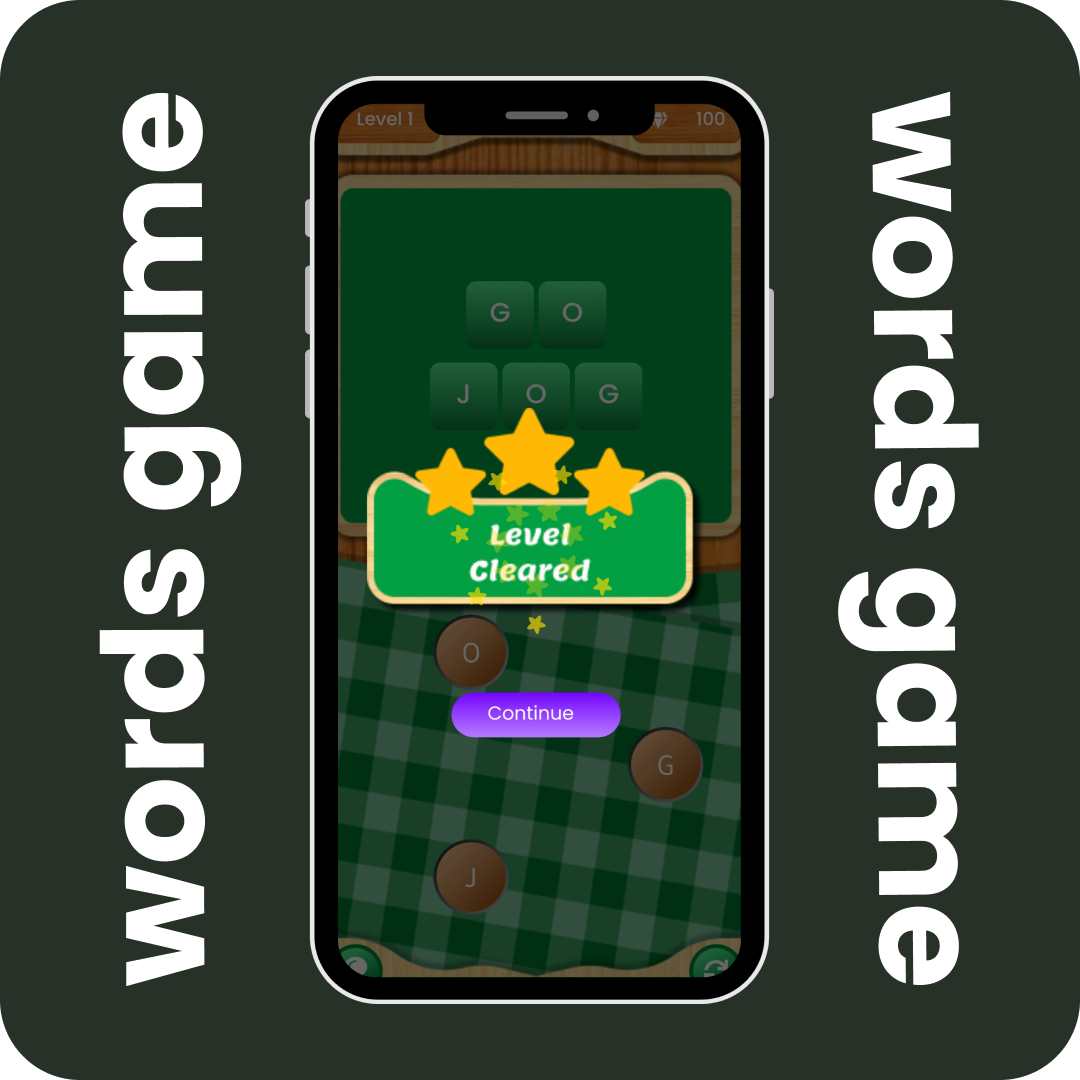 words game
Level 1
100
G O
J O G
Level
Cleared
O
Continue
G
J
words game